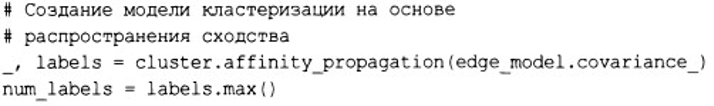 # Создание модели кластеризации на основе
# распространения сходства
_, labels = cluster.affinity_propagation(edge_model.covariance_)
num_labels = labels.max()